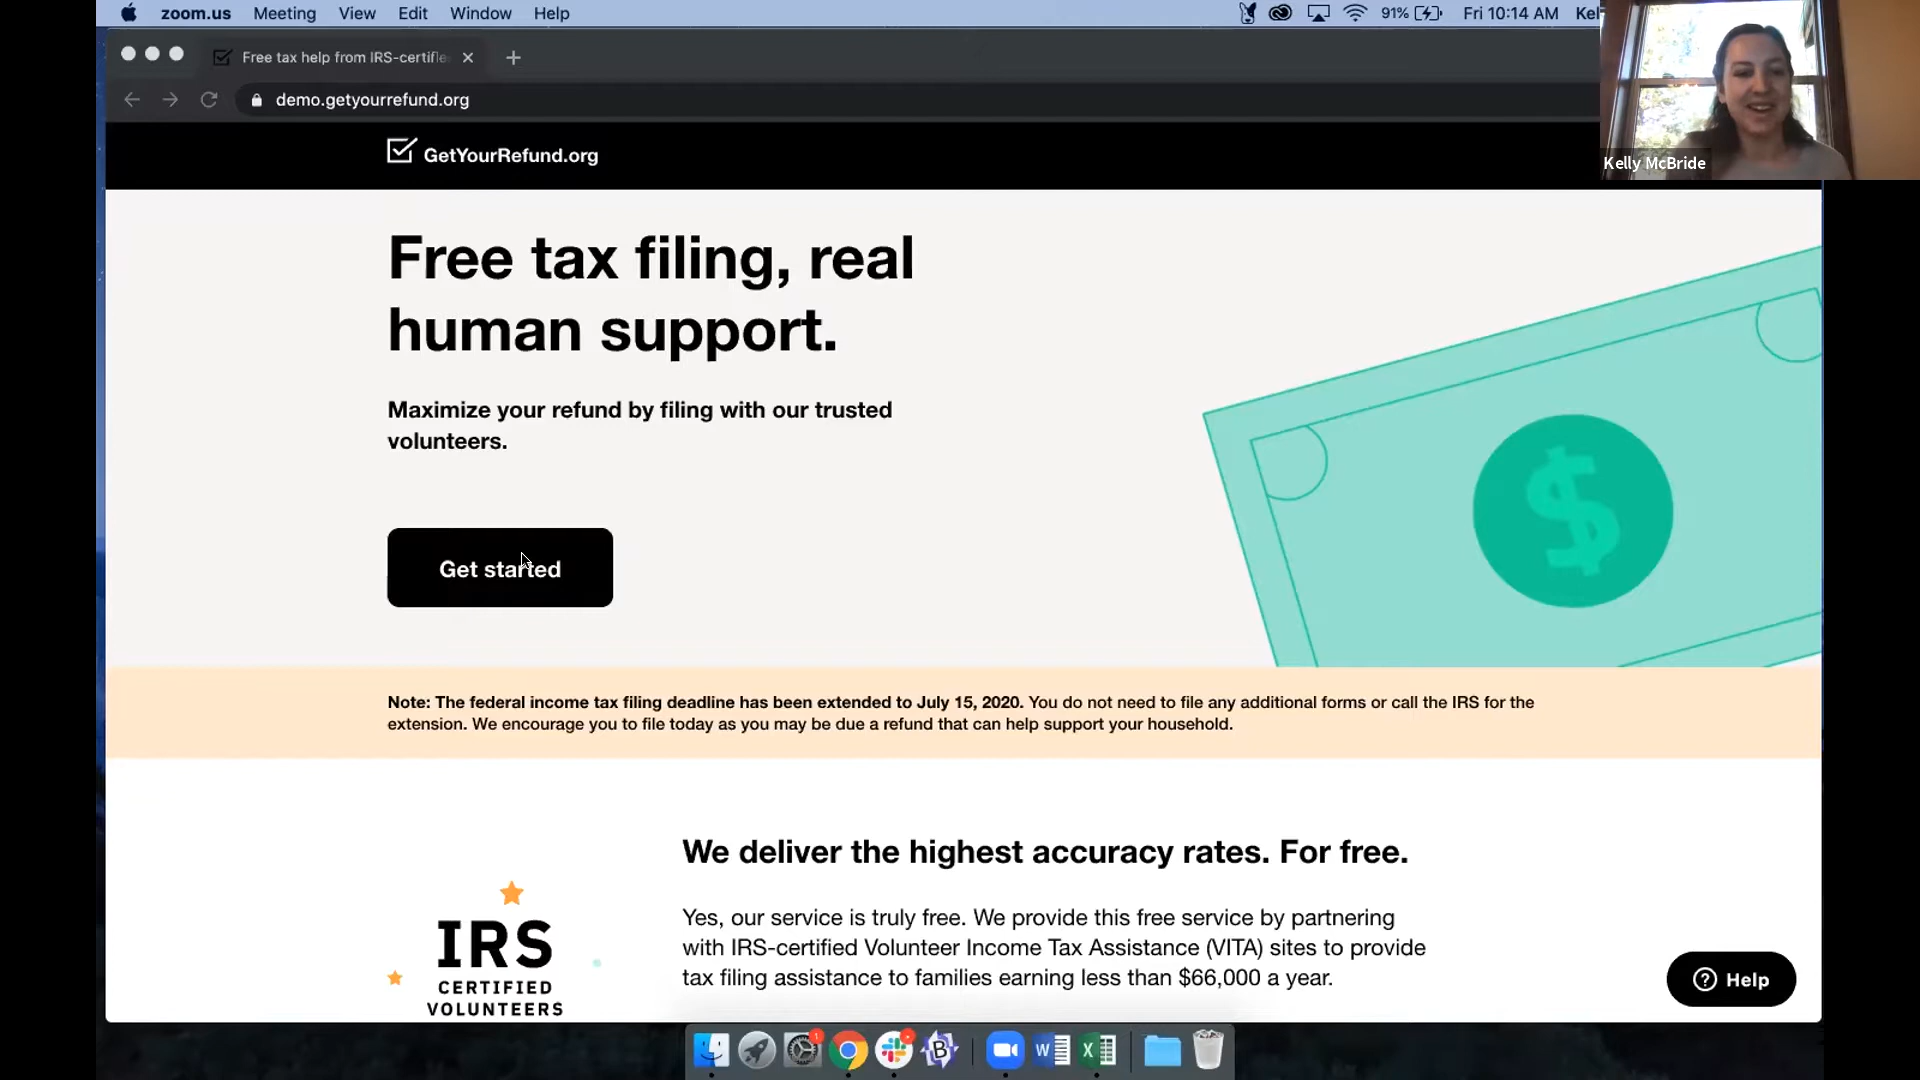 zoom.us Meeting View Edit Window Help 91% Fri 10:14 AM Kel
Free tax help from IRS-certifie
demo.getyourrefund.org
Kelly McBride
GetYourRefund.org
Free tax filing, real
human support.
Maximize your refund by filing with our trusted
volunteers.
Get started
Note: The federal income tax filing deadline has been extended to July 15, 2020. You do not need to file any additional forms or call the IRS for the
extension. We encourage you to file today as you may be due a refund that can help support your household.
We deliver the highest accuracy rates. For free.
Yes, our service is truly free. We provide this free service by partnering
with IRS-certified Volunteer Income Tax Assistance (VITA) sites to provide
tax filing assistance to families earning less than $66,000 a year.
IRS
CERTIFIED
VOLUNTEERS
Help